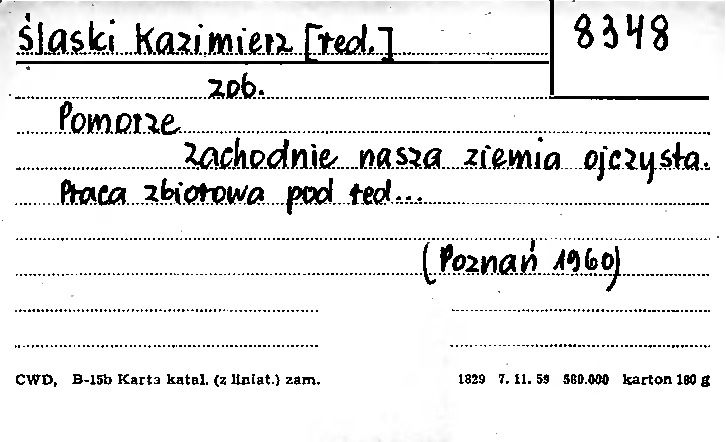 Śląski Kazimierz [red.]
8348
zob.
Pomorze
zachodnie nasza ziemia ojczysta.
Praca zbiorowa pod red...
(Poznań 1960)
CWD, B-15b Karta katal. (z liniat.) zam.
1829 7. 11. 59 560.000 karton 180 g